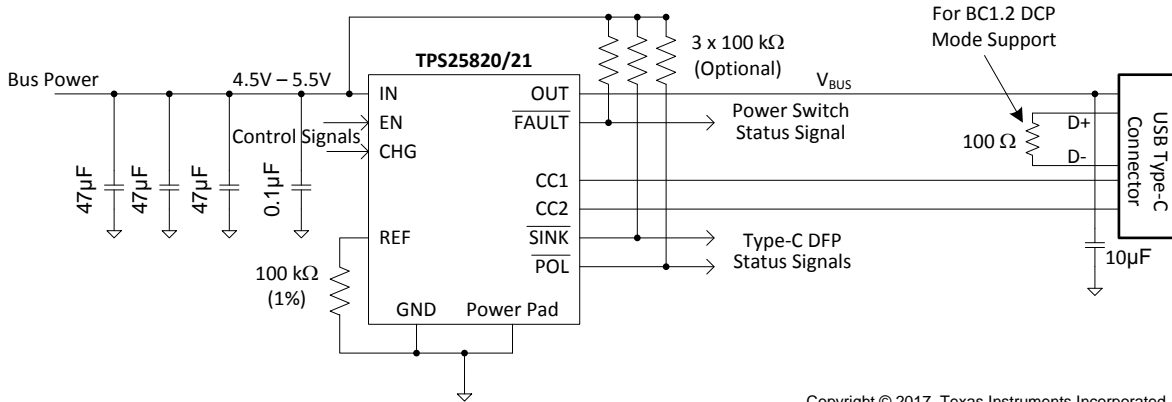 For BC1.2 DCP
Mode Support
TPS25820/21
3 x 100 kΩ
(Optional)
Bus Power
4.5V – 5.5V
IN
OUT
VBUS
EN
FAULT
Power Switch
Status Signal
Control Signals
CHG
D+
100 Ω
D-
USB Type-C
Connector
47µF
47µF
47µF
0.1µF
CC1
CC2
REF
SINK
Type-C DFP
Status Signals
POL
10µF
100 kΩ
(1%)
GND
Power Pad
Copyright © 2017, Texas Instruments Incorporated